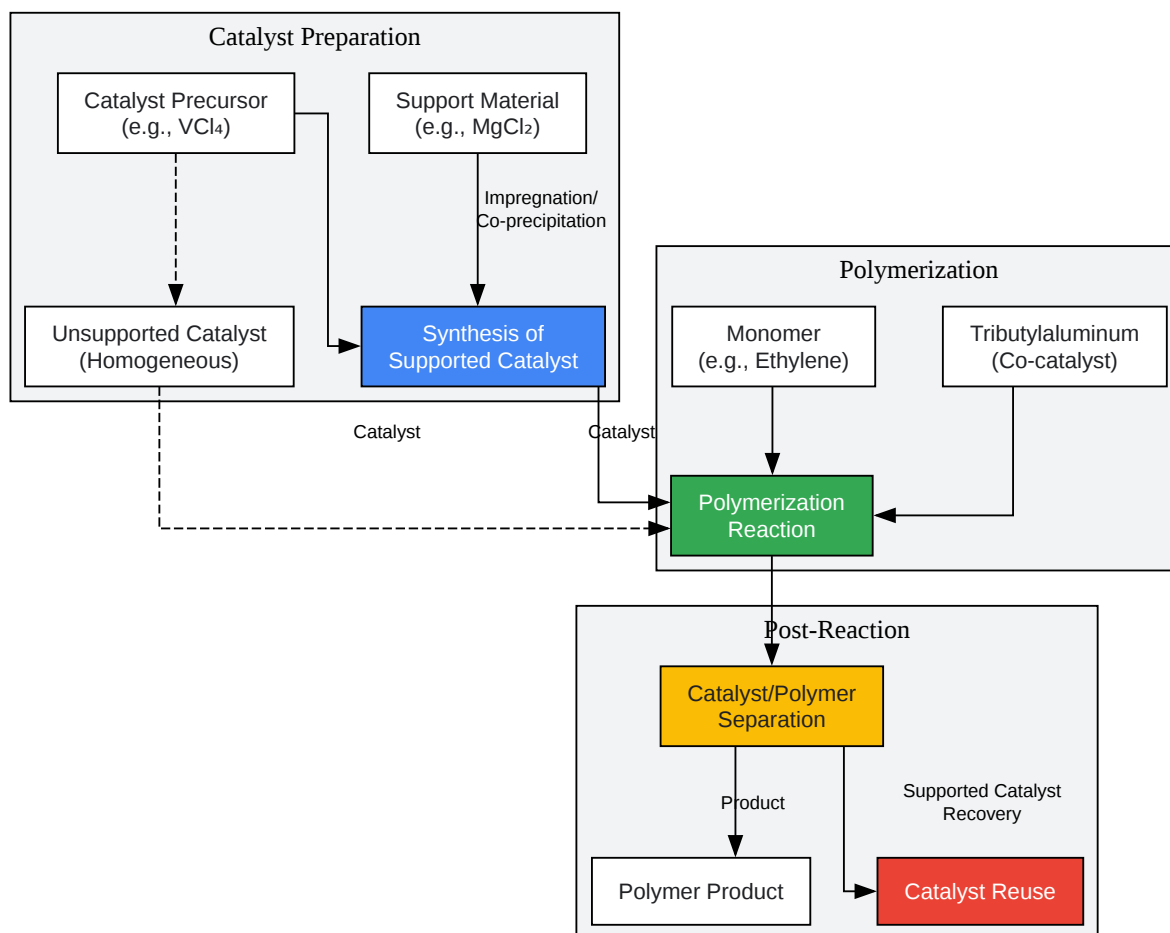 Catalyst Preparation
Catalyst Precursor
(e.g., VCl₄)
Support Material
(e.g., MgCl₂)
Impregnation/
Co-precipitation
Unsupported Catalyst
(Homogeneous)
Synthesis of
Supported Catalyst
Catalyst
Catalyst
Polymerization
Monomer
(e.g., Ethylene)
Tributylaluminum
(Co-catalyst)
Polymerization
Reaction
Post-Reaction
Catalyst/Polymer
Separation
Product
Supported Catalyst
Recovery
Polymer Product
Catalyst Reuse